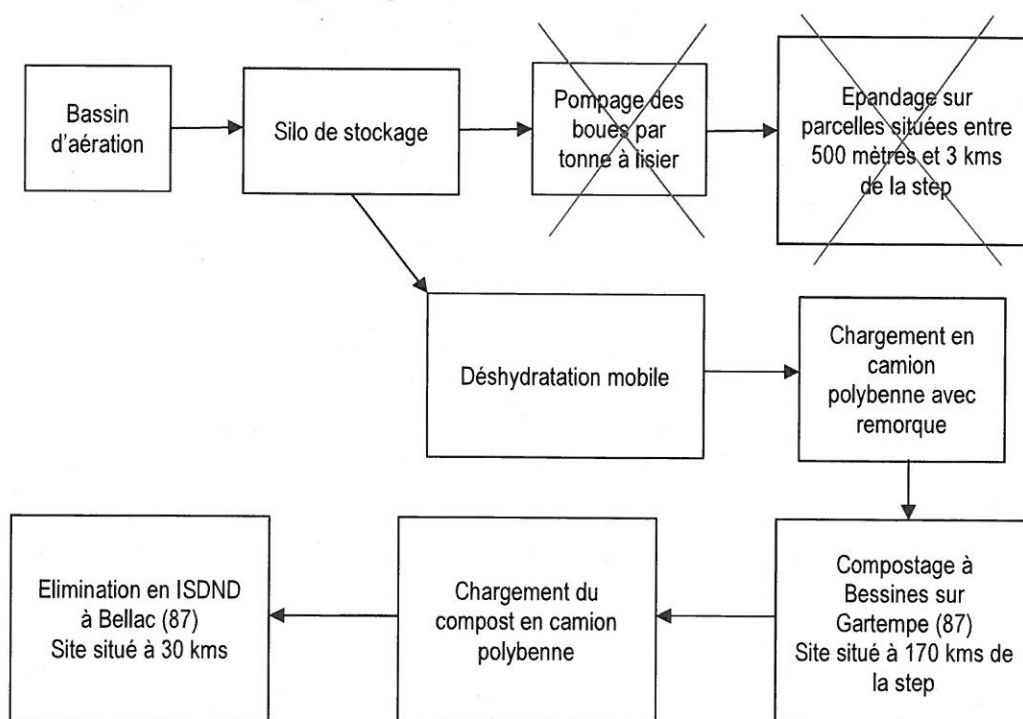 Bassin
d'aération
Silo de stockage
Pompage des
boues par
tonne à lisier
Epandage sur
parcelles situées entre
500 mètres et 3 kms
de la step
Déshydratation mobile
Chargement en
camion
polybenne avec
remorque
Elimination en ISDND
à Bellac (87)
Site situé à 30 kms
Chargement du
compost en camion
polybenne
Compostage à
Bessines sur
Gartempe (87)
Site situé à 170 kms de
la step